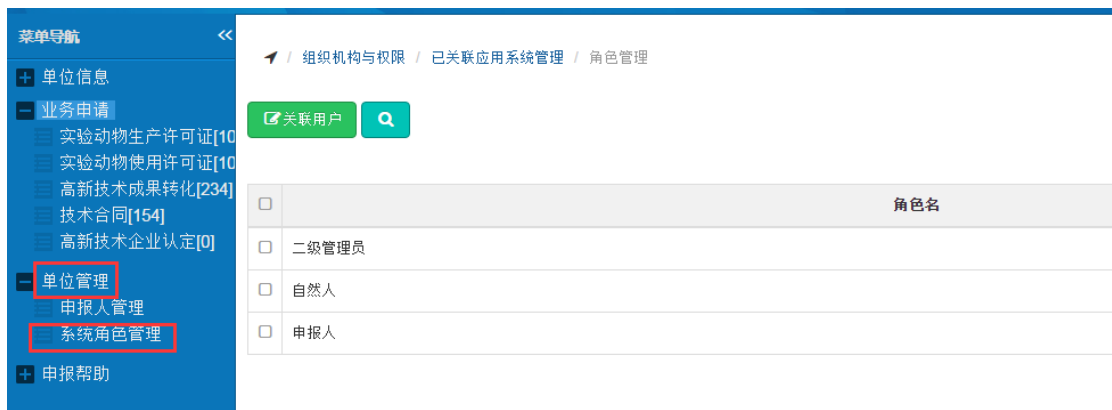 菜单导航
单位信息
业务申请
实验动物生产许可证[10
实验动物使用许可证[10
高新技术成果转化[234]
技术合同[154]
高新技术企业认定[0]
单位管理
申报人管理
系统角色管理
申报帮助
/ 组织机构与权限 / 已关联应用系统管理 / 角色管理
关联用户
角色名
二级管理员
自然人
申报人